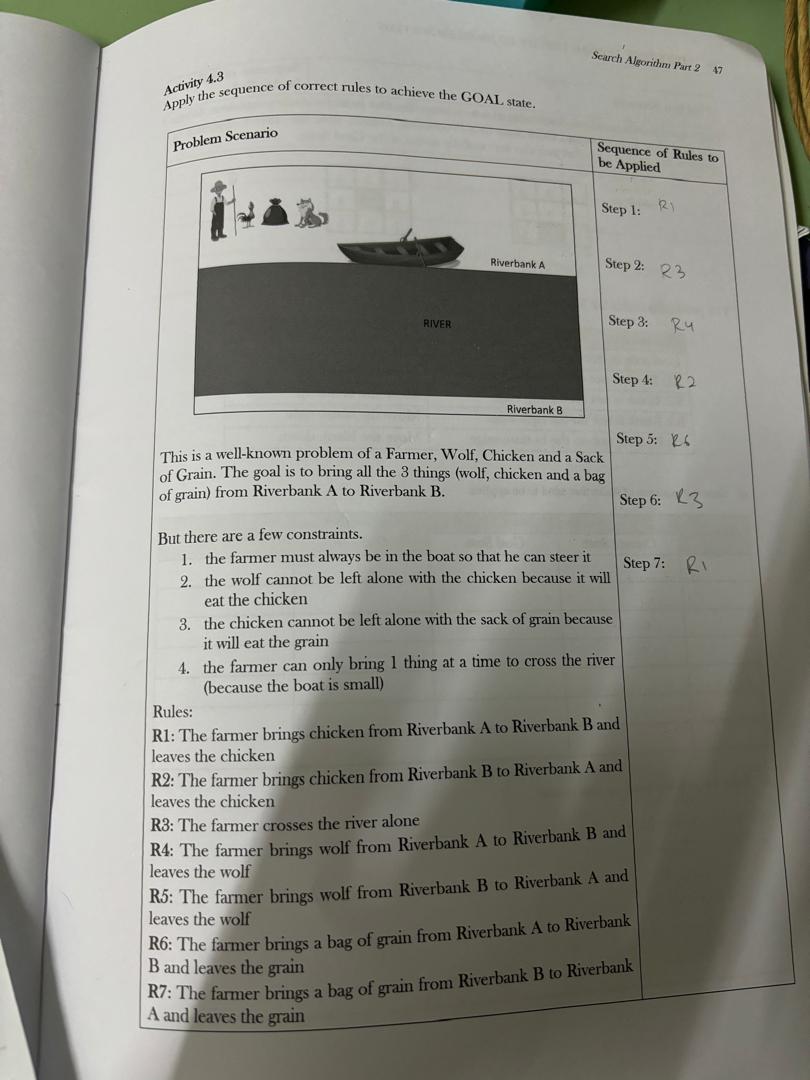 Search Algorithm Part 2 47
Activity 4.3
Apply the sequence of correct rules to achieve the GOAL state.
Problem Scenario
Riverbank A
RIVER
Riverbank B
This is a well-known problem of a Farmer, Wolf, Chicken and a Sack
of Grain. The goal is to bring all the 3 things (wolf, chicken and a bag
of grain) from Riverbank A to Riverbank B.
But there are a few constraints.
1. the farmer must always be in the boat so that he can steer it
2. the wolf cannot be left alone with the chicken because it will
eat the chicken
3. the chicken cannot be left alone with the sack of grain because
it will eat the grain
4. the farmer can only bring 1 thing at a time to cross the river
(because the boat is small)
Rules:
R1: The farmer brings chicken from Riverbank A to Riverbank B and
leaves the chicken
R2: The farmer brings chicken from Riverbank B to Riverbank A and
leaves the chicken
R3: The farmer crosses the river alone
R4: The farmer brings wolf from Riverbank A to Riverbank B and
leaves the wolf
R5: The farmer brings wolf from Riverbank B to Riverbank A and
leaves the wolf
R6: The farmer brings a bag of grain from Riverbank A to Riverbank
B and leaves the grain
R7: The farmer brings a bag of grain from Riverbank B to Riverbank
A and leaves the grain
Sequence of Rules to
be Applied
Step 1: R1
Step 2: R3
Step 3: R4
Step 4: R2
Step 5: R6
Step 6: R3
Step 7: R1